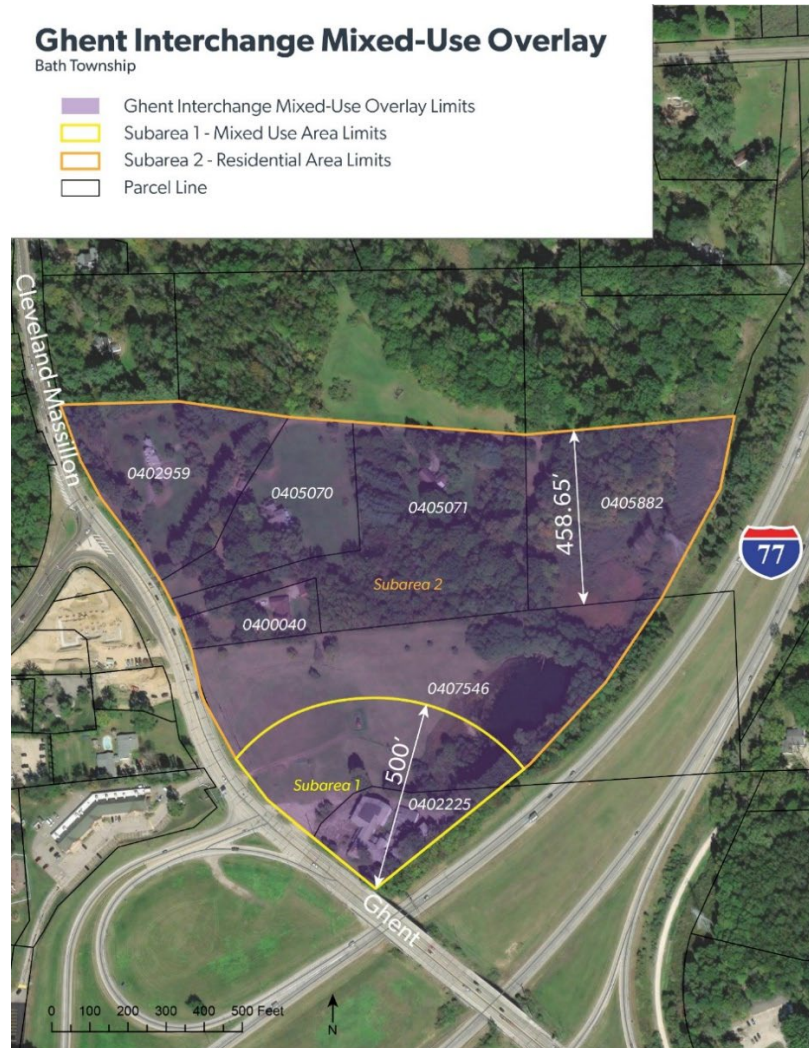 Ghent Interchange Mixed-Use Overlay
Bath Township
Ghent Interchange Mixed-Use Overlay Limits
Subarea 1 - Mixed Use Area Limits
Subarea 2 - Residential Area Limits
Parcel Line
Cleveland-Massillon
0402959
0405070
0405071
0405882
458.65'
77
Subarea 2
0400040
0407546
500'
Subarea 1
0402225
Ghent
0 100 200 300 400 500 Feet
N